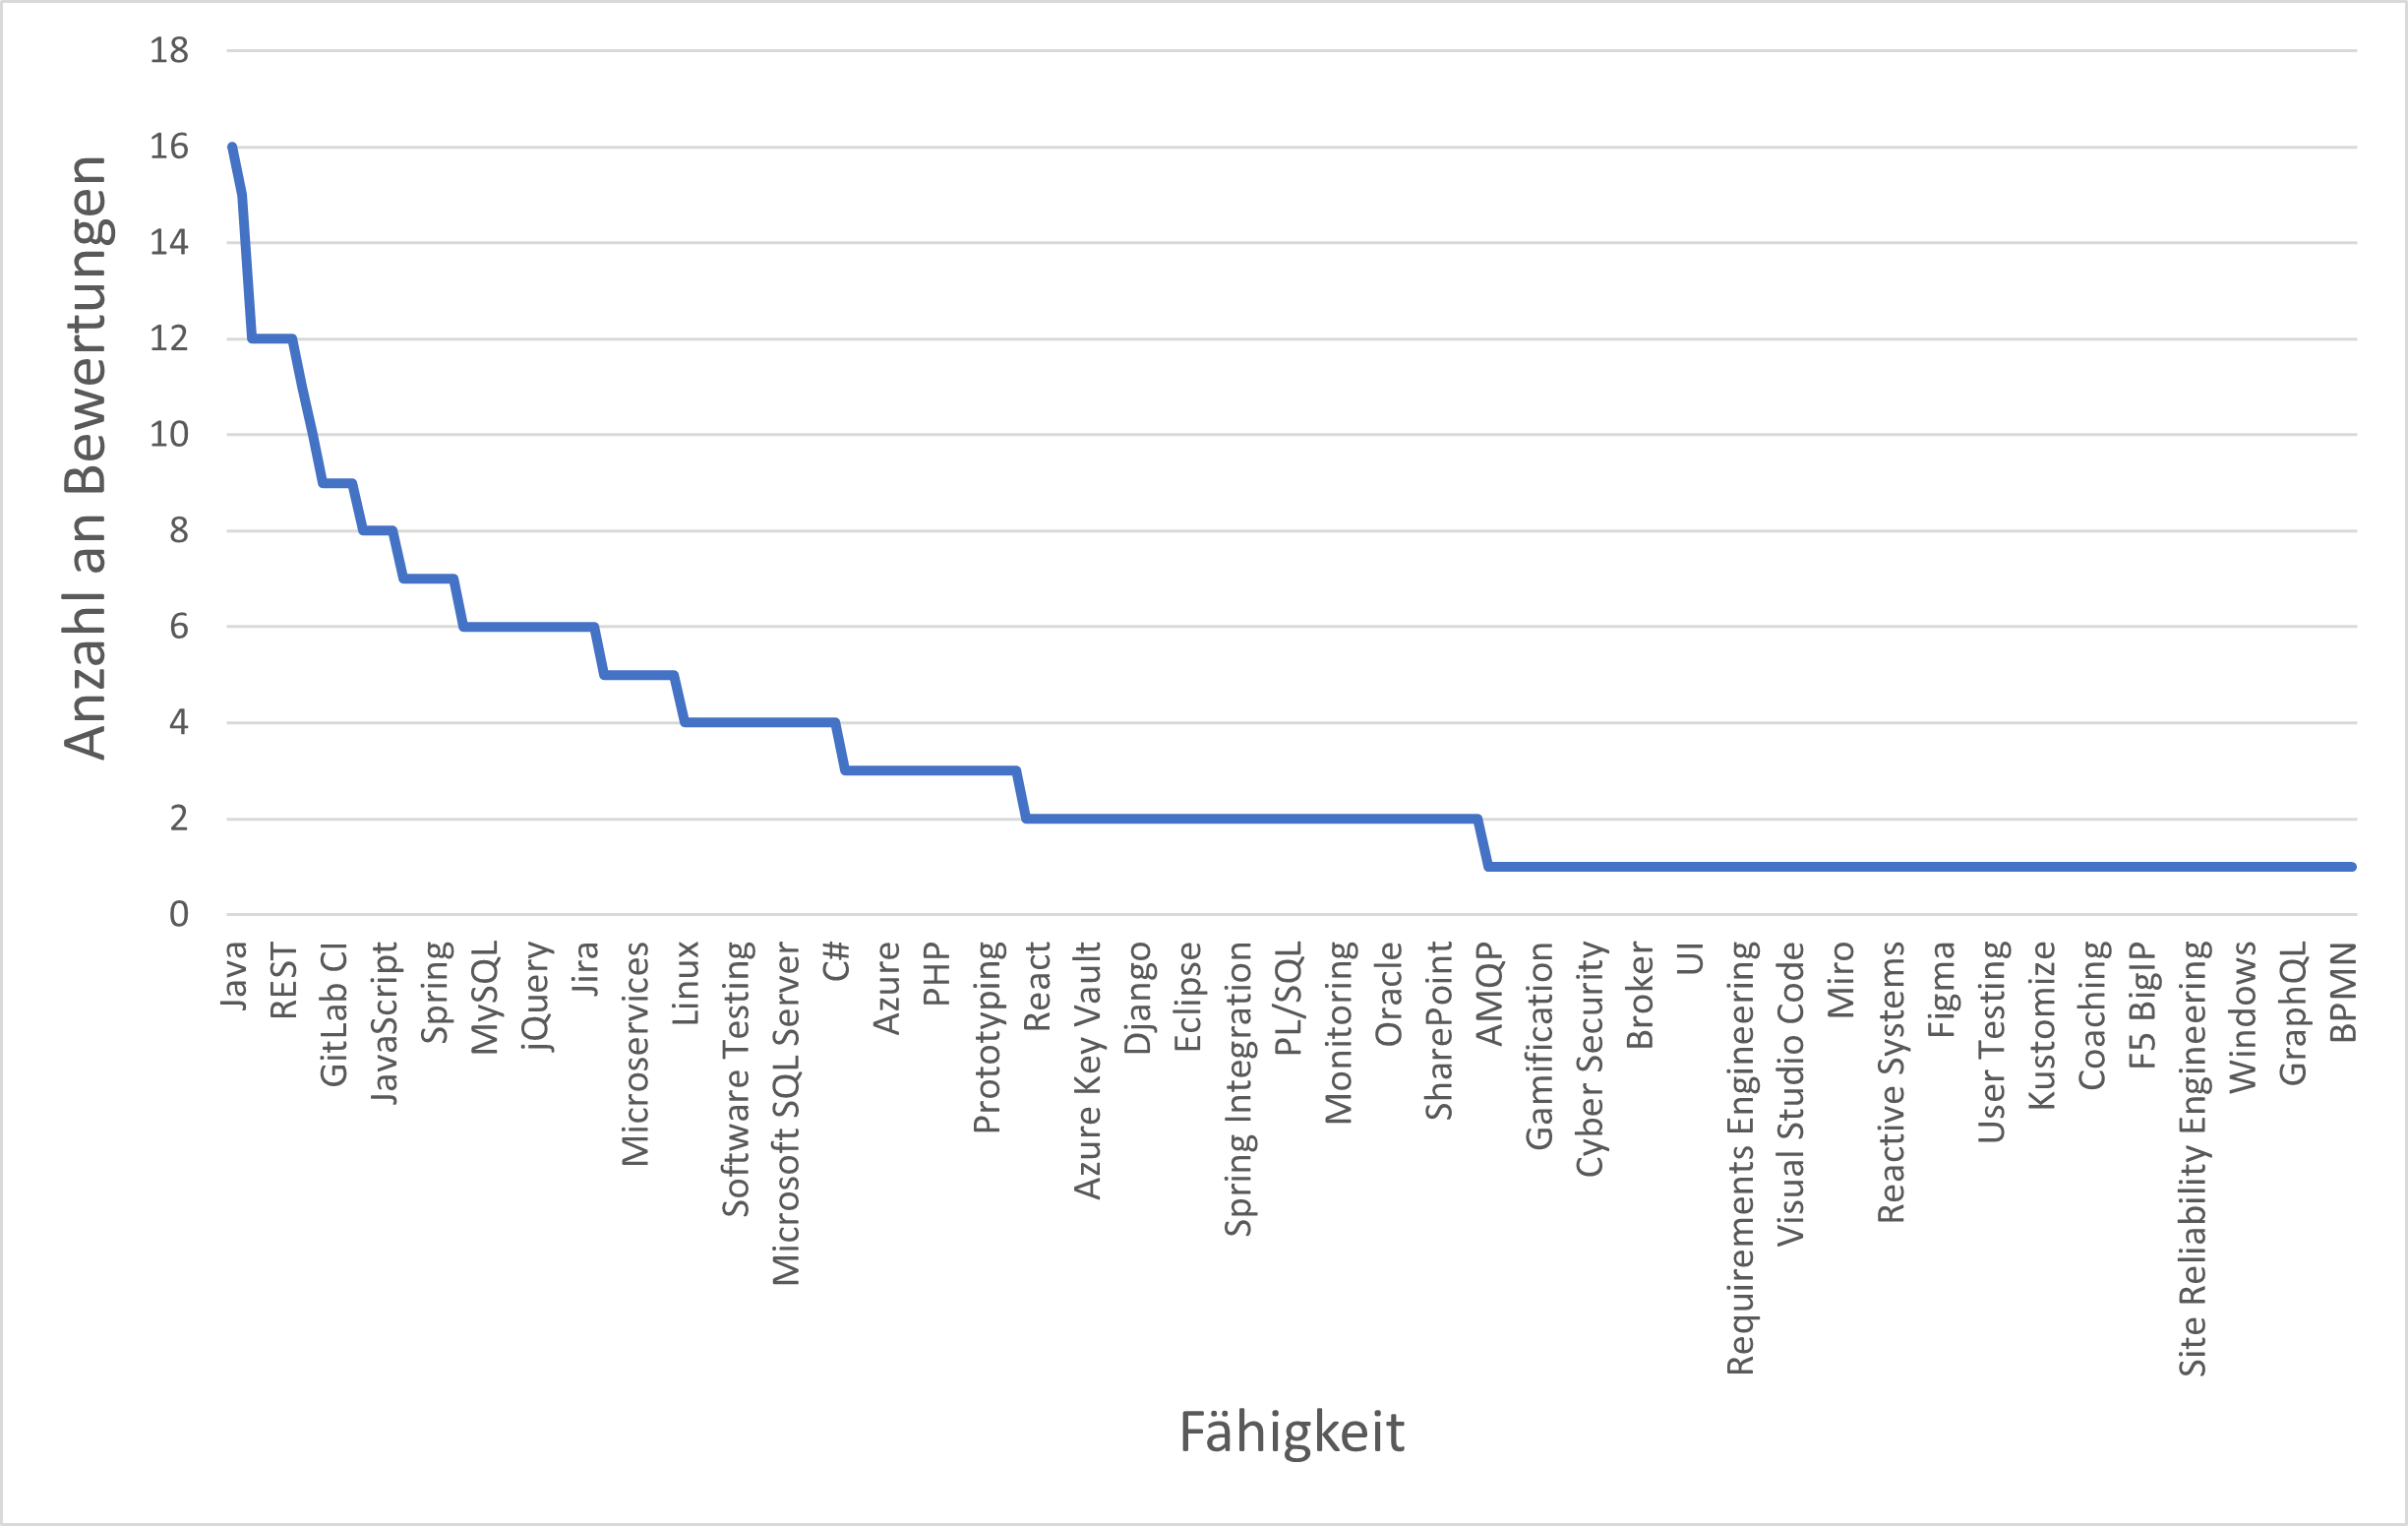 Anzahl an Bewertungen
18
16
14
12
10
8
6
4
2
0
Java
REST
GitLab CI
JavaScript
Spring
MySQL
jQuery
Jira
Microservices
Linux
Software Testing
Microsoft SQL Server
C#
Azure
PHP
Prototyping
React
Azure Key Vault
Django
Eclipse
Spring Integration
PL/SQL
Monitoring
Oracle
SharePoint
AMQP
Gamification
Cyber Security
Broker
UI
Requirements Engineering
Visual Studio Code
Miro
Reactive Systems
Figma
User Testing
Kustomize
Coaching
F5 BigIP
Site Reliability Engineering
Windows
GraphQL
BPMN
Fähigkeit